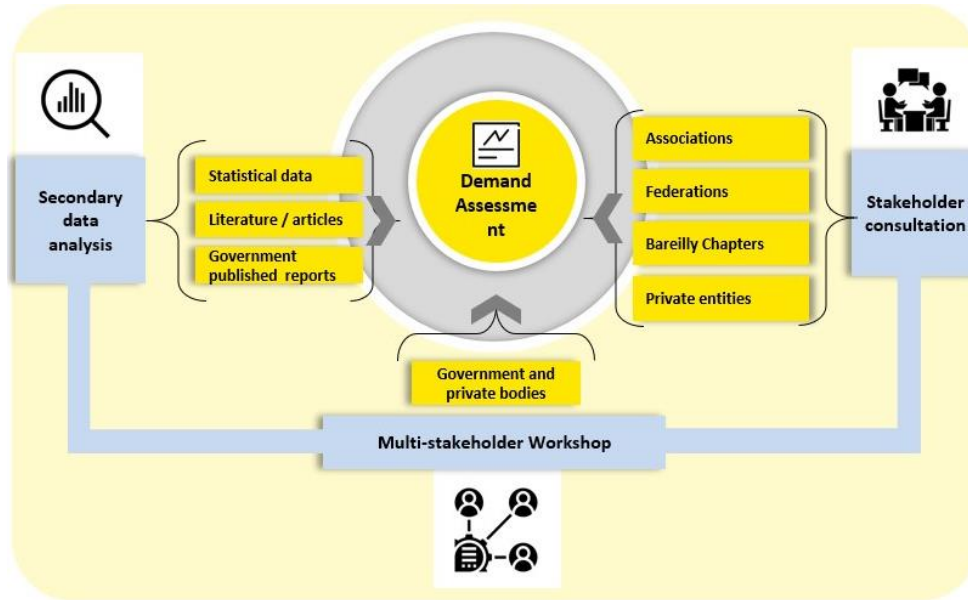 Secondary
data
analysis
Statistical data
Literature / articles
Government
published reports
Demand
Assessme
nt
Associations
Federations
Bareilly Chapters
Private entities
Stakeholder
consultation
Government and
private bodies
Multi-stakeholder Workshop